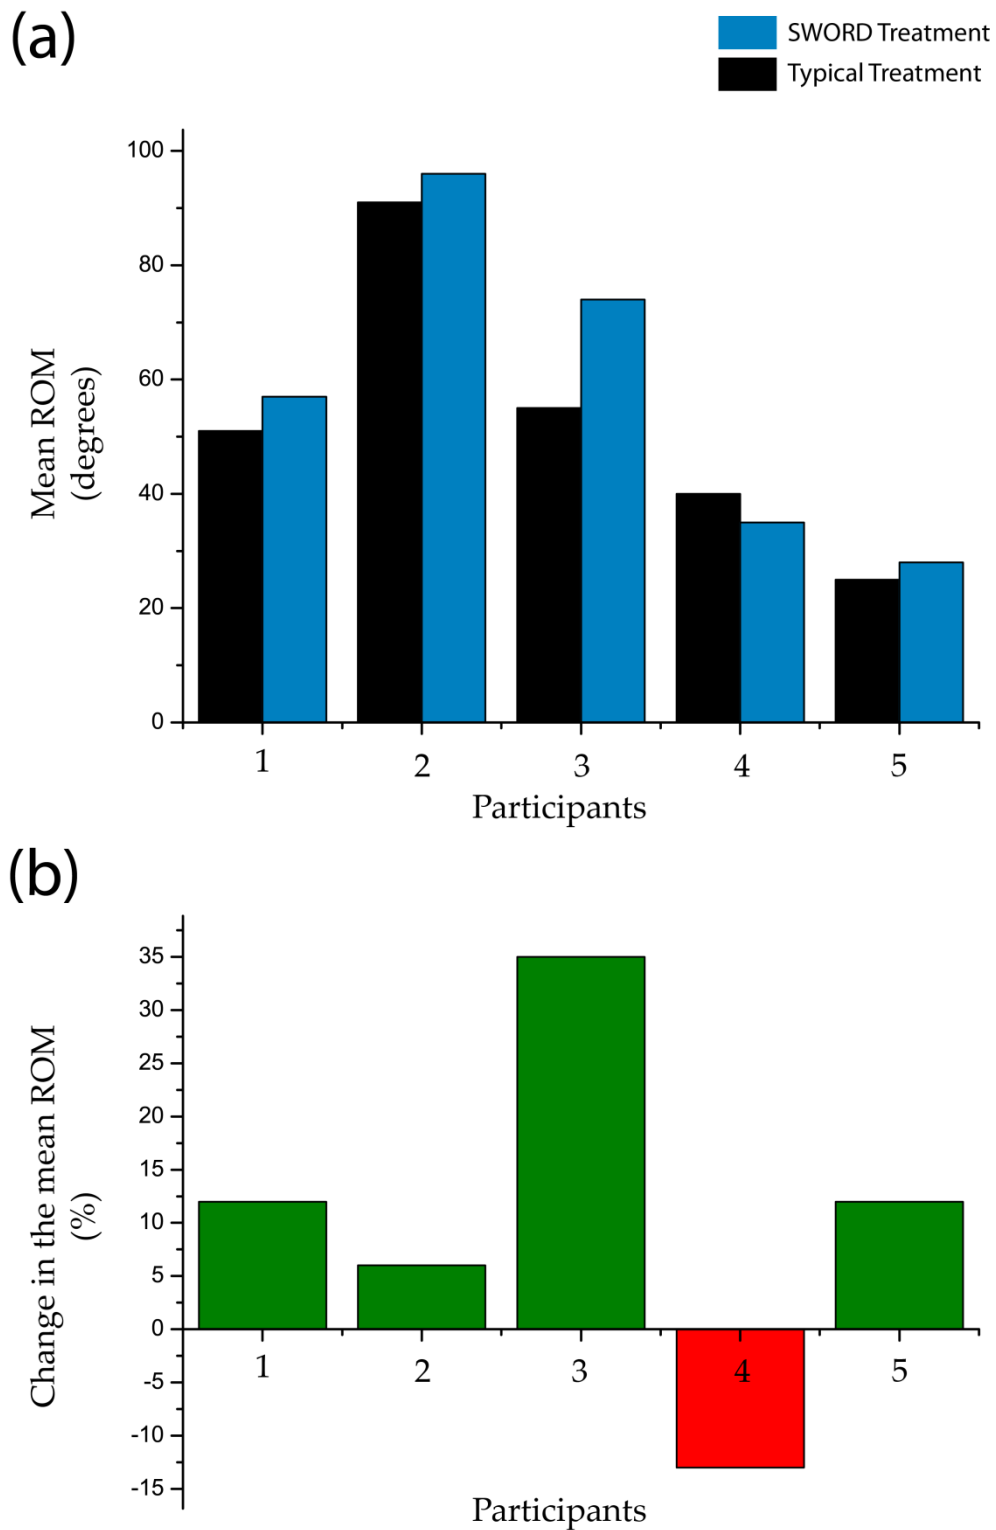 (a)
SWORD Treatment
Typical Treatment
100
80
60
40
20
0
Mean ROM
(degrees)
1 2 3 4 5
Participants
(b)
35
30
25
20
15
10
5
0
-5
-10
-15
Change in the mean ROM
(%)
1 2 3 4 5
Participants